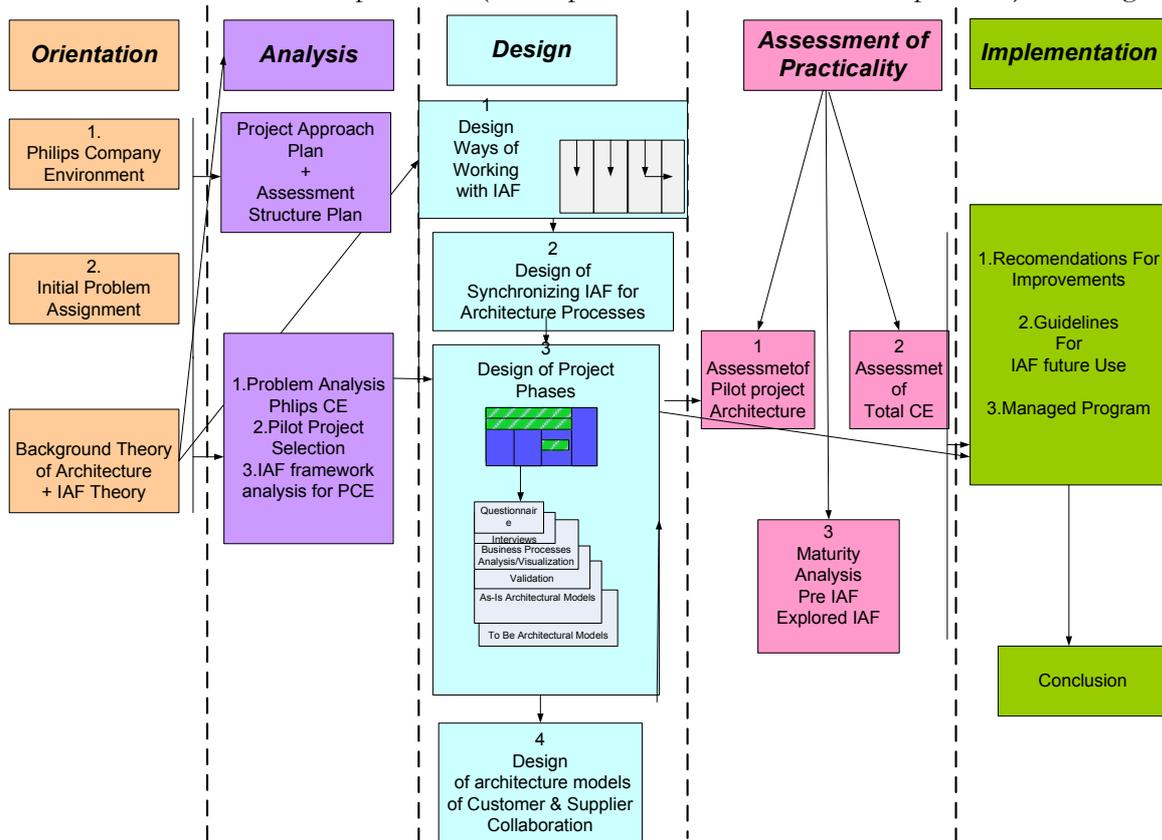 Orientation
1.
Philips Company
Environment
2.
Initial Problem
Assignment
Background Theory
of Architecture
+ IAF Theory
Analysis
Project Approach
Plan
+
Assessment
Structure Plan
1.Problem Analysis
Phlips CE
2.Pilot Project
Selection
3.IAF framework
analysis for PCE
Design
1
Design
Ways of
Working
with IAF
2
Design of
Synchronizing IAF for
Architecture Processes
3
Design of Project
Phases
Questionnair
e
Interviews
Business Processes
Analysis/Visualization
Validation
As-Is Architectural Models
To Be Architectural Models
4
Design
of architecture models
of Customer & Supplier
Collaboration
Assessment of
Practicality
1
Assessmetof
Pilot project
Architecture
2
Assessmet
of
Total CE
3
Maturity
Analysis
Pre IAF
Explored IAF
Implementation
1.Recomendations For
Improvements
2.Guidelines
For
IAF future Use
3.Managed Program
Conclusion